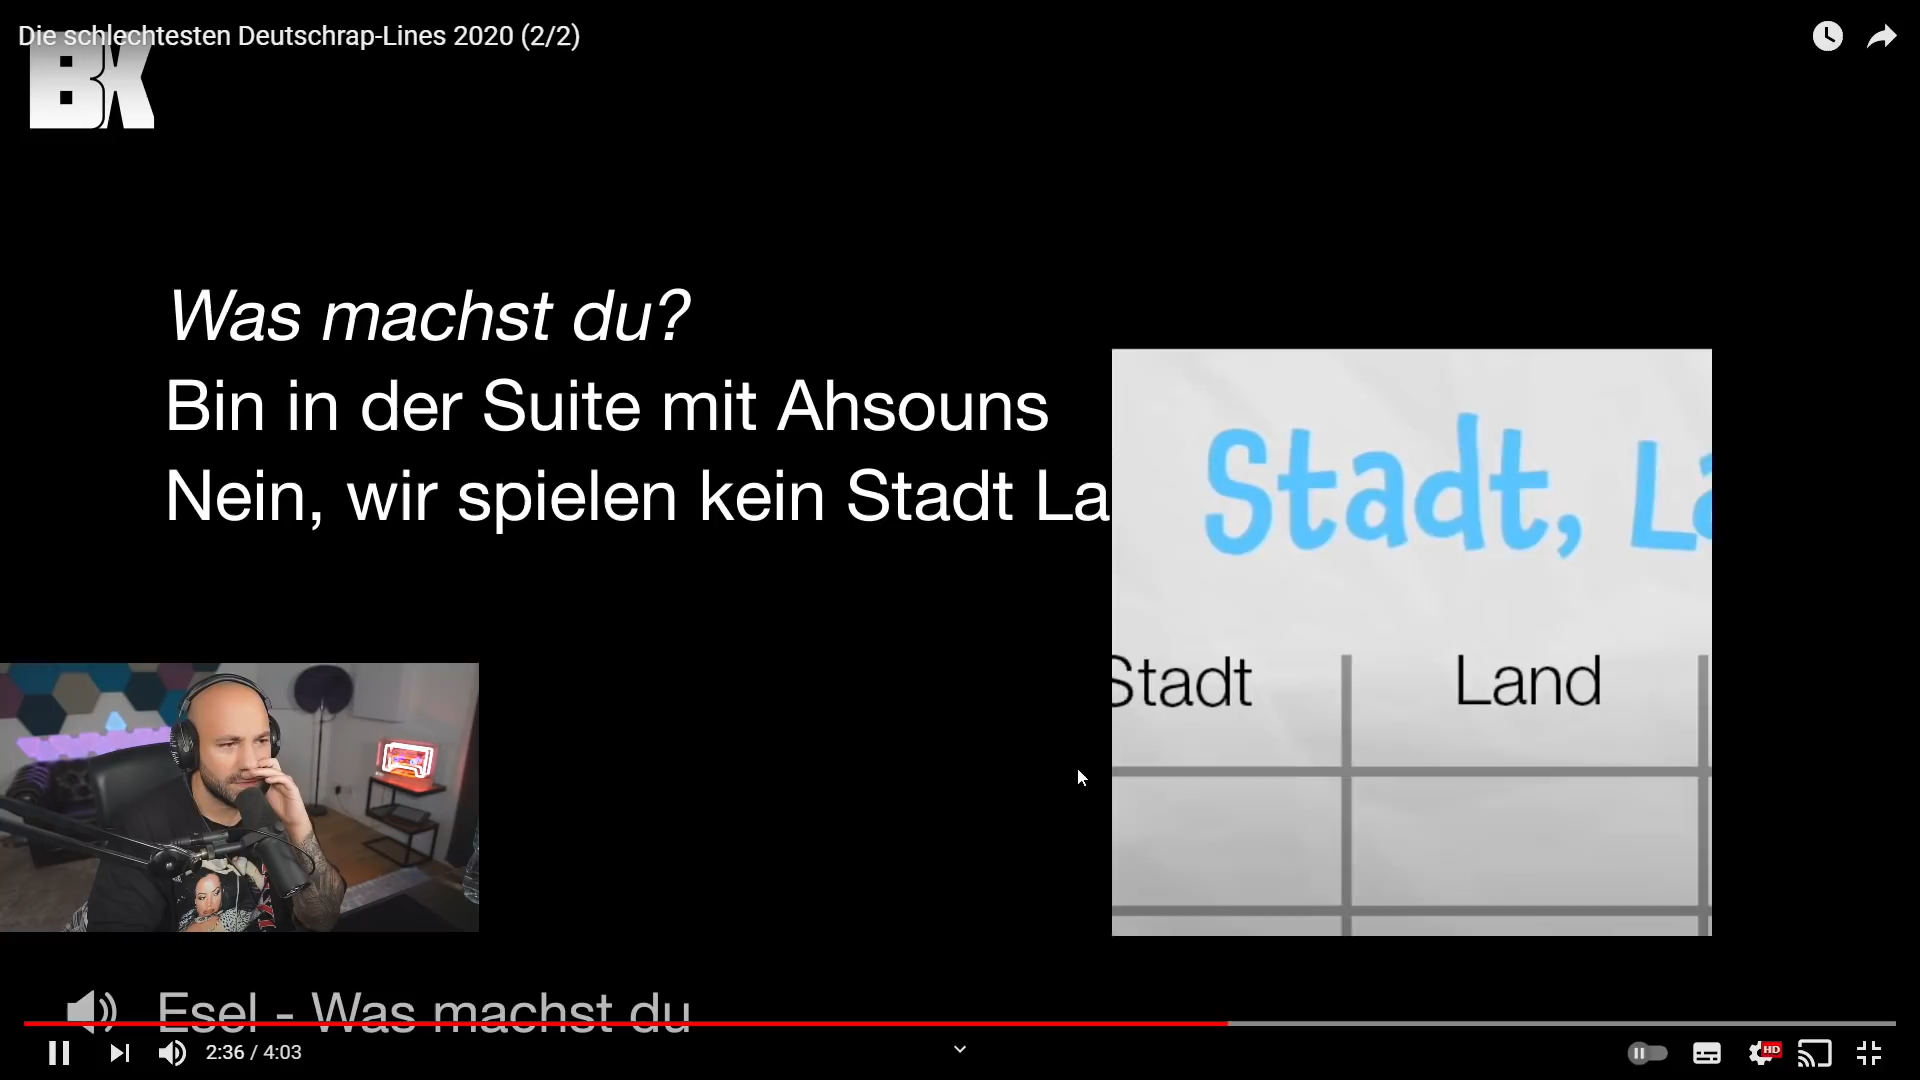 Die schlechtesten Deutschrap-Lines 2020 (2/2)
BK
Was machst du?
Bin in der Suite mit Ahsouns
Nein, wir spielen kein Stadt La
Stadt, La
Stadt Land
Esel - Was machst du
2:36 / 4:03
HD